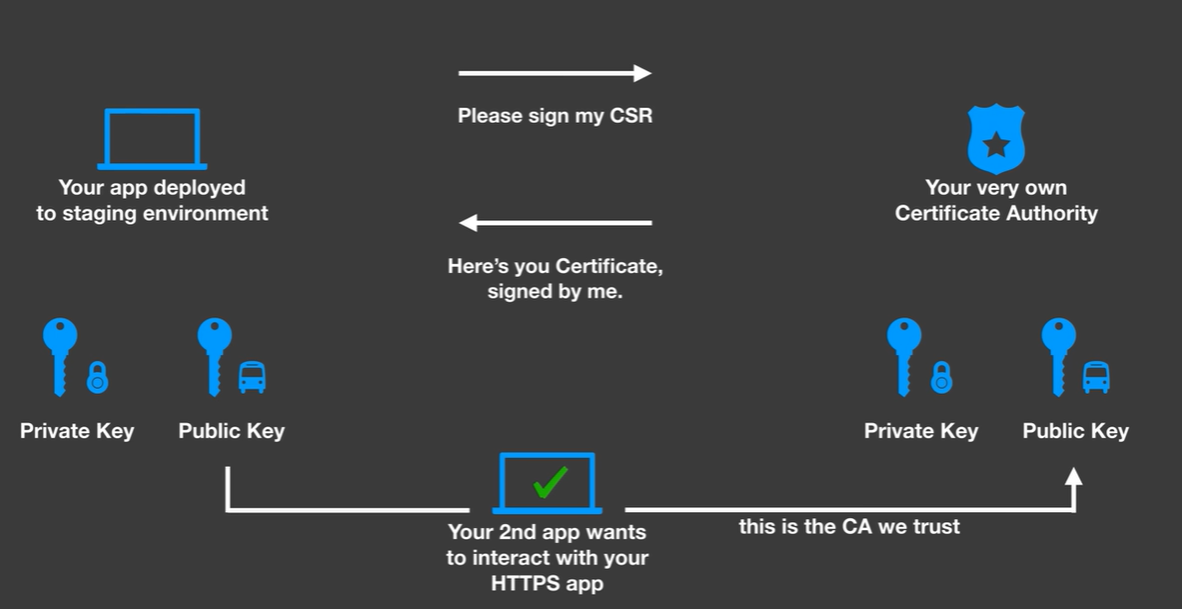 Please sign my CSR
Your app deployed
to staging environment
Your very own
Certificate Authority
Here's you Certificate,
signed by me.
Private Key
Public Key
Private Key
Public Key
Your 2nd app wants
to interact with your
HTTPS app
this is the CA we trust